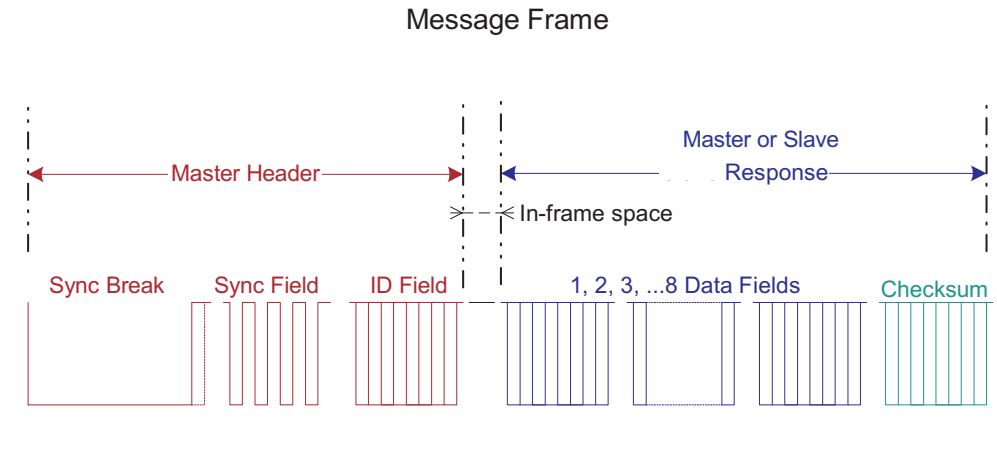 Message Frame
Master or Slave
Master Header
Response
In-frame space
Sync Break
Sync Field
ID Field
1, 2, 3, ...8 Data Fields
Checksum